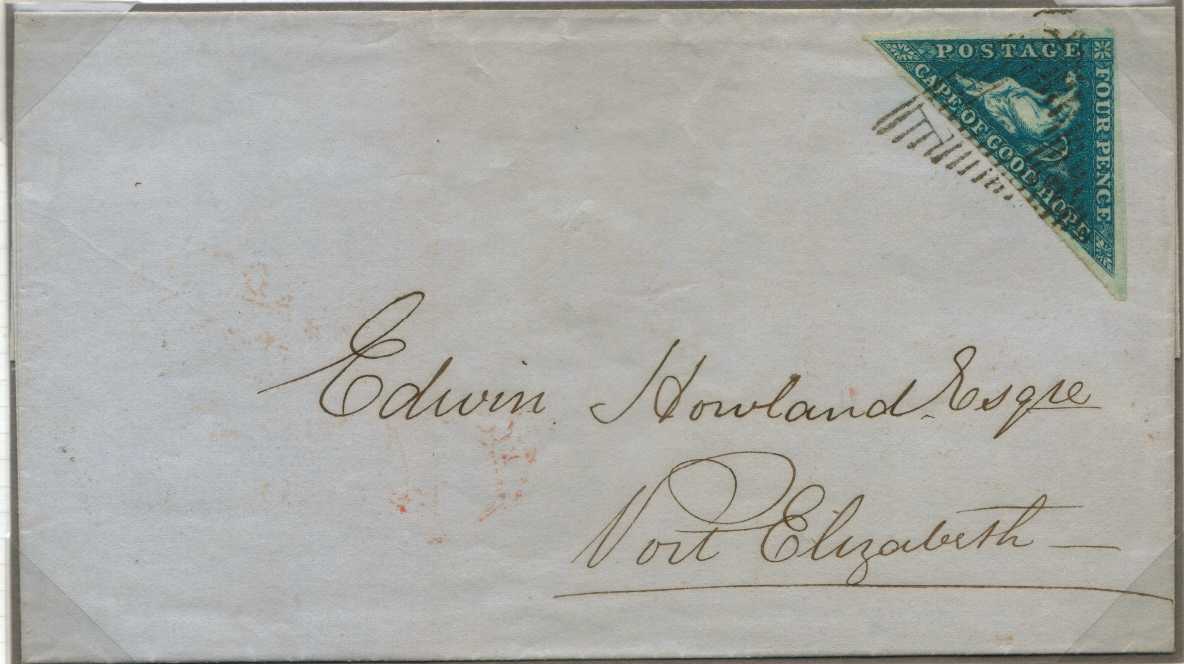 POSTAGE
FOUR PENCE
CAPE OF GOOD HOPE
Edwin Howland Esqre
Port Elizabeth